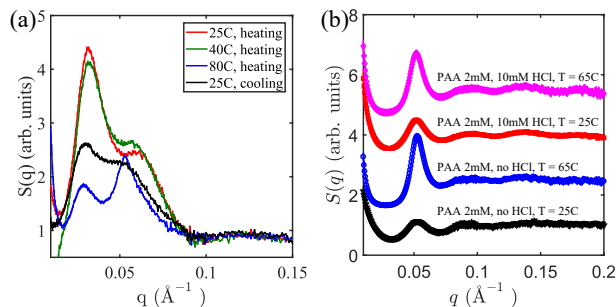 (a)
S(q) (arb. units)
5
4
3
2
1
25C, heating
40C, heating
80C, heating
25C, cooling
0.05
0.1
0.15
q (Å⁻¹)
(b)
S(q) (arb. units)
8
6
4
2
0
PAA 2mM, 10mM HCl, T = 65C
PAA 2mM, 10mM HCl, T = 25C
PAA 2mM, no HCl, T = 65C
PAA 2mM, no HCl, T = 25C
0.05
0.1
0.15
0.2
q (Å⁻¹)